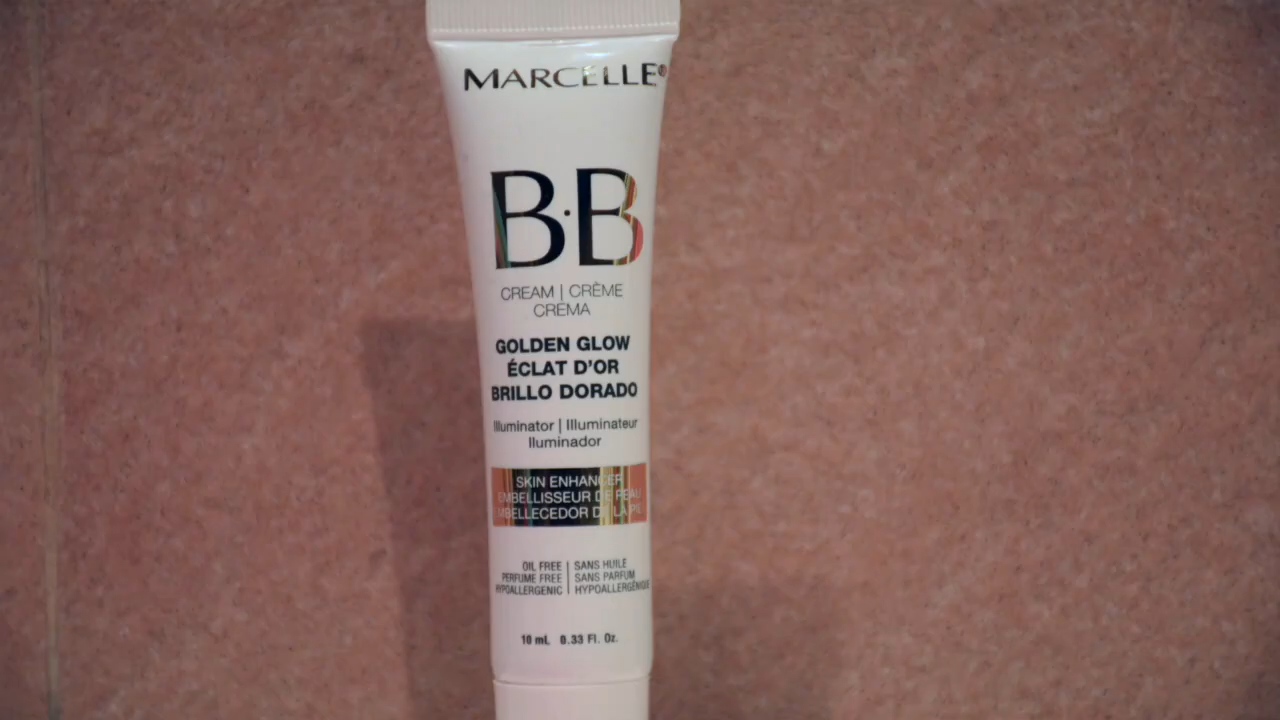 MARCELLE®
B·B
CREAM | CRÈME
CREMA
GOLDEN GLOW
ÉCLAT D'OR
BRILLO DORADO
Illuminator | Illuminateur
Iluminador
SKIN ENHANCER
EMBELLISSEUR DE PEAU
EMBELLECEDOR DE LA PIEL
OIL FREE | SANS HUILE
PERFUME FREE | SANS PARFUM
HYPOALLERGENIC | HYPOALLERGÉNIQUE
10 mL 0.33 Fl. Oz.